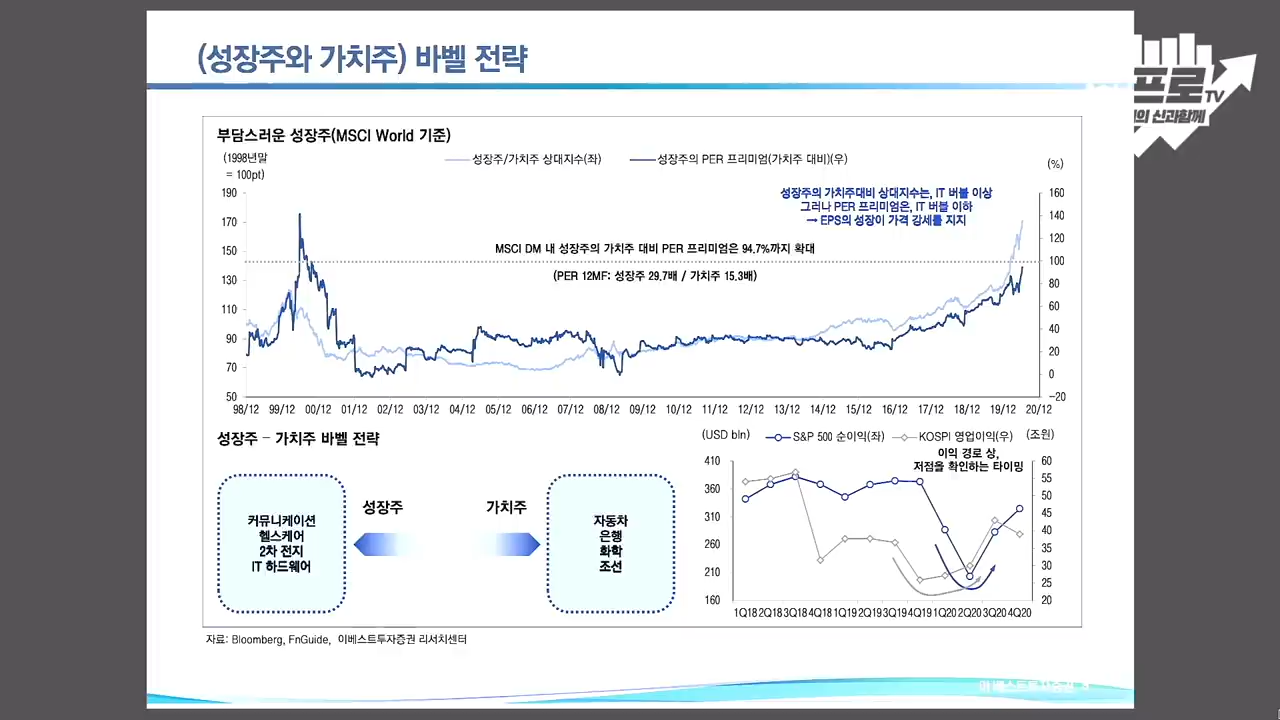 (성장주와 가치주) 바벨 전략
프로TV
의 신과함께
부담스러운 성장주(MSCI World 기준)
(1998년말
= 100pt)
성장주/가치주 상대지수(좌)
성장주의 PER 프리미엄(가치주 대비)(우)
(%)
성장주의 가치주대비 상대지수는, IT 버블 이상
그러나 PER 프리미엄은, IT 버블 이하
→ EPS의 성장이 가격 강세를 지지
MSCI DM 내 성장주의 가치주 대비 PER 프리미엄은 94.7%까지 확대
(PER 12MF: 성장주 29.7배 / 가치주 15.3배)
190
170
150
130
110
90
70
50
160
140
120
100
80
60
40
20
0
-20
98/12 99/12 00/12 01/12 02/12 03/12 04/12 05/12 06/12 07/12 08/12 09/12 10/12 11/12 12/12 13/12 14/12 15/12 16/12 17/12 18/12 19/12 20/12
성장주 - 가치주 바벨 전략
커뮤니케이션
헬스케어
2차 전지
IT 하드웨어
성장주
가치주
자동차
은행
화학
조선
(USD bln)
S&P 500 순이익(좌)
KOSPI 영업이익(우)
(조원)
이익 경로 상,
저점을 확인하는 타이밍
410
360
310
260
210
160
60
55
50
45
40
35
30
25
20
1Q18 2Q18 3Q18 4Q18 1Q19 2Q19 3Q19 4Q19 1Q20 2Q20 3Q20 4Q20
자료: Bloomberg, FnGuide, 이베스트투자증권 리서치센터